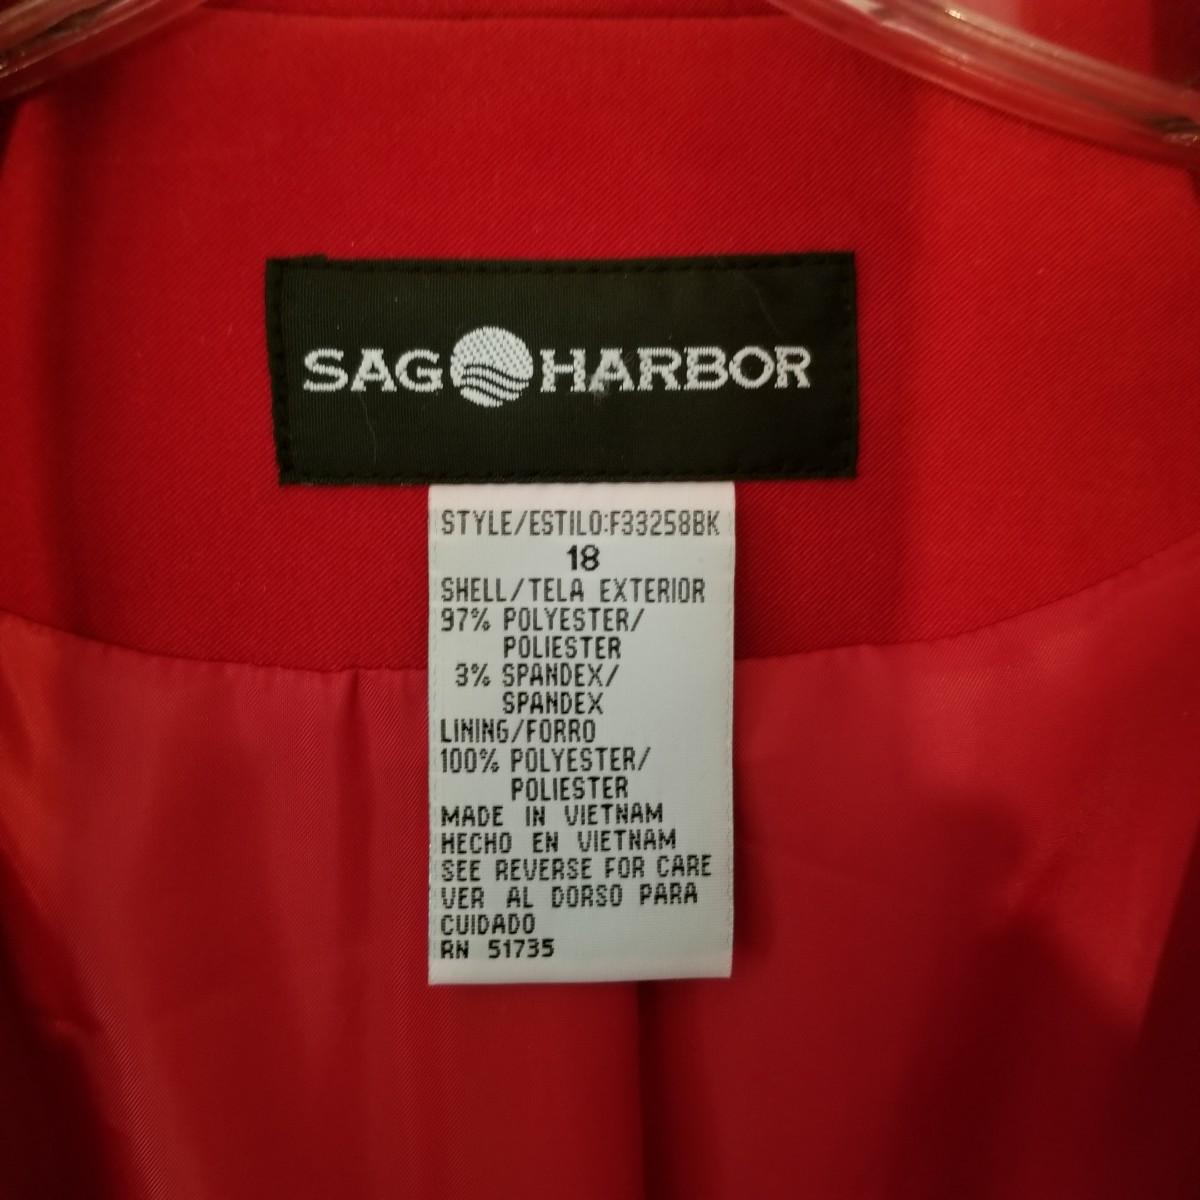 SAG HARBOR
STYLE/ESTILO:F33258BK
18
SHELL/TELA EXTERIOR
97% POLYESTER/
POLIESTER
3% SPANDEX/
SPANDEX
LINING/FORRO
100% POLYESTER/
POLIESTER
MADE IN VIETNAM
HECHO EN VIETNAM
SEE REVERSE FOR CARE
VER AL DORSO PARA
CUIDADO
RN 51735